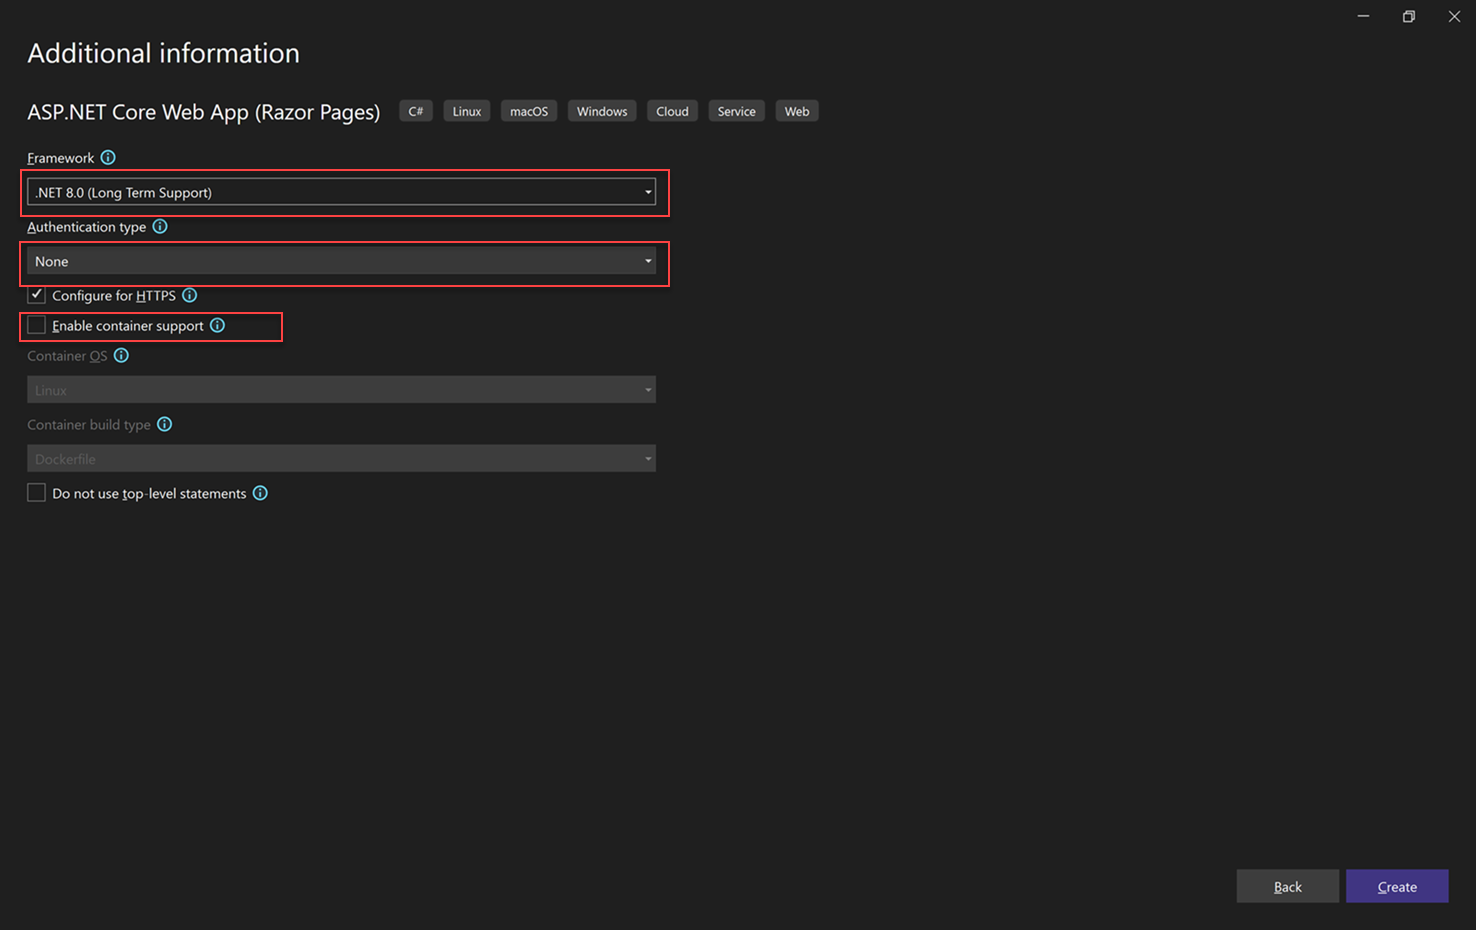 Additional information
ASP.NET Core Web App (Razor Pages) C# Linux macOS Windows Cloud Service Web
Framework
.NET 8.0 (Long Term Support)
Authentication type
None
Configure for HTTPS
Enable container support
Container OS
Linux
Container build type
Dockerfile
Do not use top-level statements
Back Create